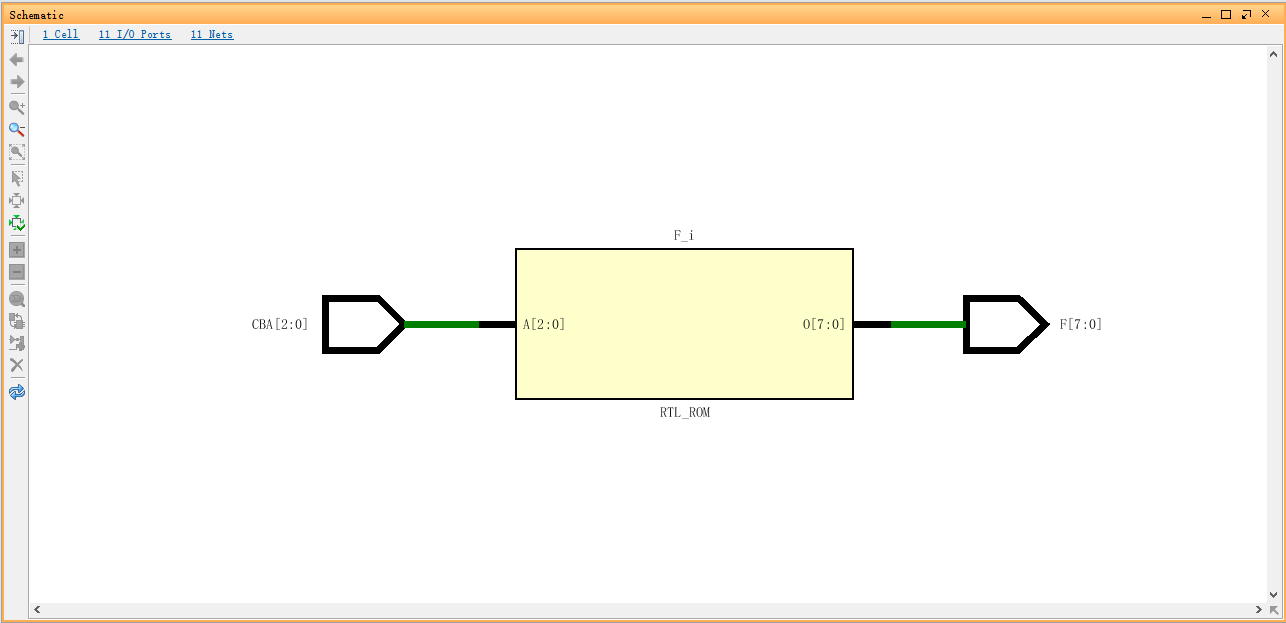 Schematic
1 Cell 11 I/O Ports 11 Nets
F_i
CBA[2:0] A[2:0] O[7:0] F[7:0]
RTL_ROM